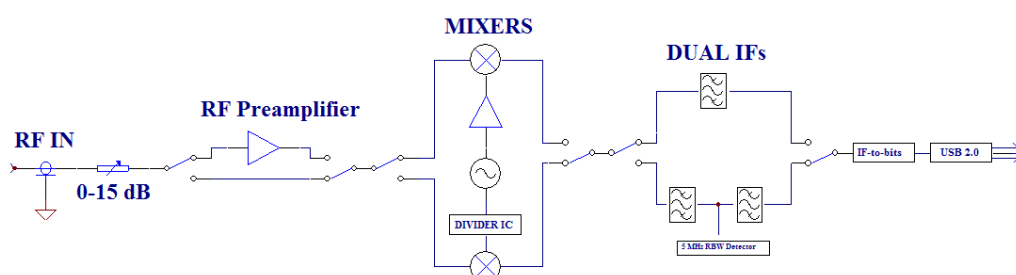 MIXERS
DUAL IFs
RF Preamplifier
RF IN
0-15 dB
DIVIDER IC
IF-to-bits
USB 2.0
5 MHz RBW Detector